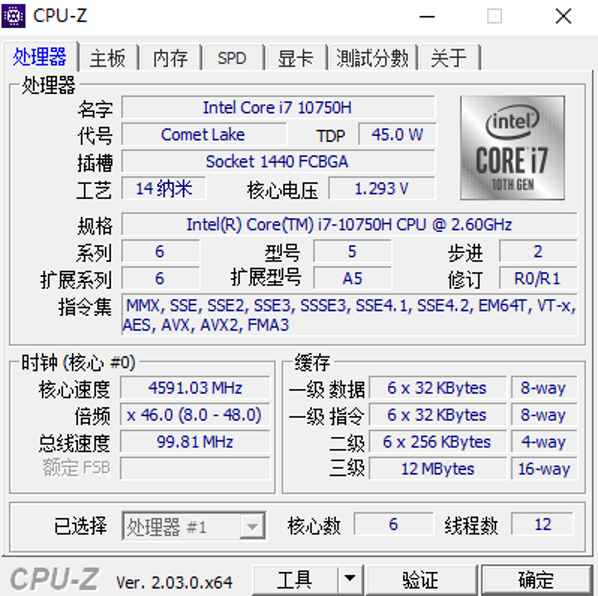 CPU-Z
处理器 主板 内存 SPD 显卡 測試分數 关于
处理器
名字 Intel Core i7 10750H
代号 Comet Lake TDP 45.0 W
插槽 Socket 1440 FCBGA
工艺 14 纳米 核心电压 1.293 V
intel
CORE i7
10TH GEN
规格 Intel(R) Core(TM) i7-10750H CPU @ 2.60GHz
系列 6 型号 5 步进 2
扩展系列 6 扩展型号 A5 修订 R0/R1
指令集 MMX, SSE, SSE2, SSE3, SSSE3, SSE4.1, SSE4.2, EM64T, VT-x,
AES, AVX, AVX2, FMA3
时钟 (核心 #0)
核心速度 4591.03 MHz
倍频 x 46.0 (8.0 - 48.0)
总线速度 99.81 MHz
额定 FSB
缓存
一级 数据 6 x 32 KBytes 8-way
一级 指令 6 x 32 KBytes 8-way
二级 6 x 256 KBytes 4-way
三级 12 MBytes 16-way
已选择 处理器 #1 核心数 6 线程数 12
CPU-Z Ver. 2.03.0.x64 工具 验证 确定